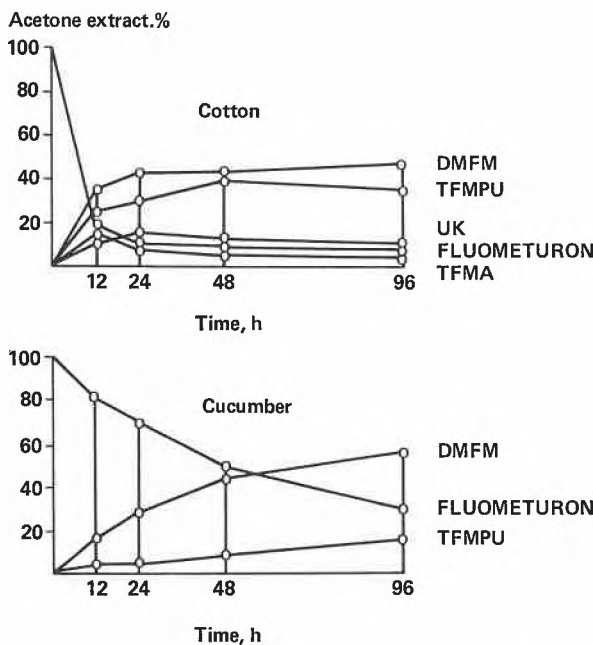 Acetone extract.%
100
80
60
40
20
Cotton
DMFM
TFMPU
UK
FLUOMETURON
TFMA
12 24 48 96
Time, h
100
80
60
40
20
Cucumber
DMFM
FLUOMETURON
TFMPU
12 24 48 96
Time, h